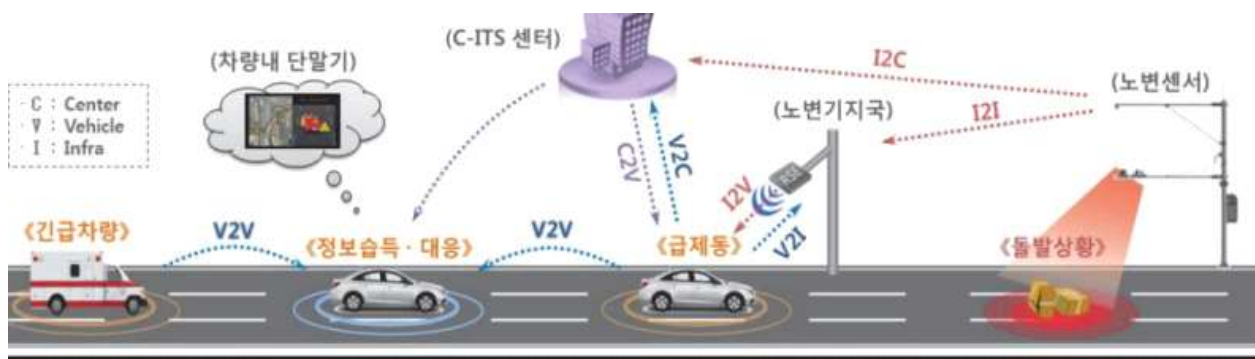 (C-ITS 센터)
(차량내 단말기)
I2C
(노변센서)
· C : Center
· V : Vehicle
· I : Infra
(노변기지국)
I2I
C2V
V2C
RSE
I2V
V2I
《긴급차량》
V2V
《정보습득 · 대응》
V2V
《급제동》
《돌발상황》